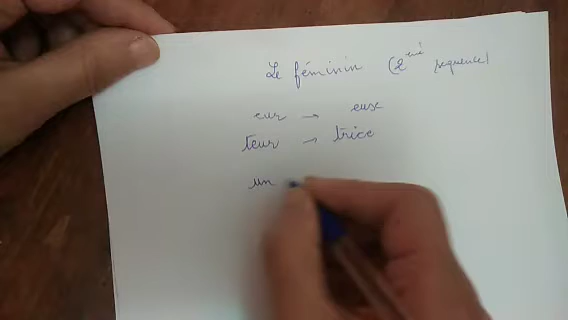 Le féminin (2ème séquence)
eur → euse
teur → trice
un